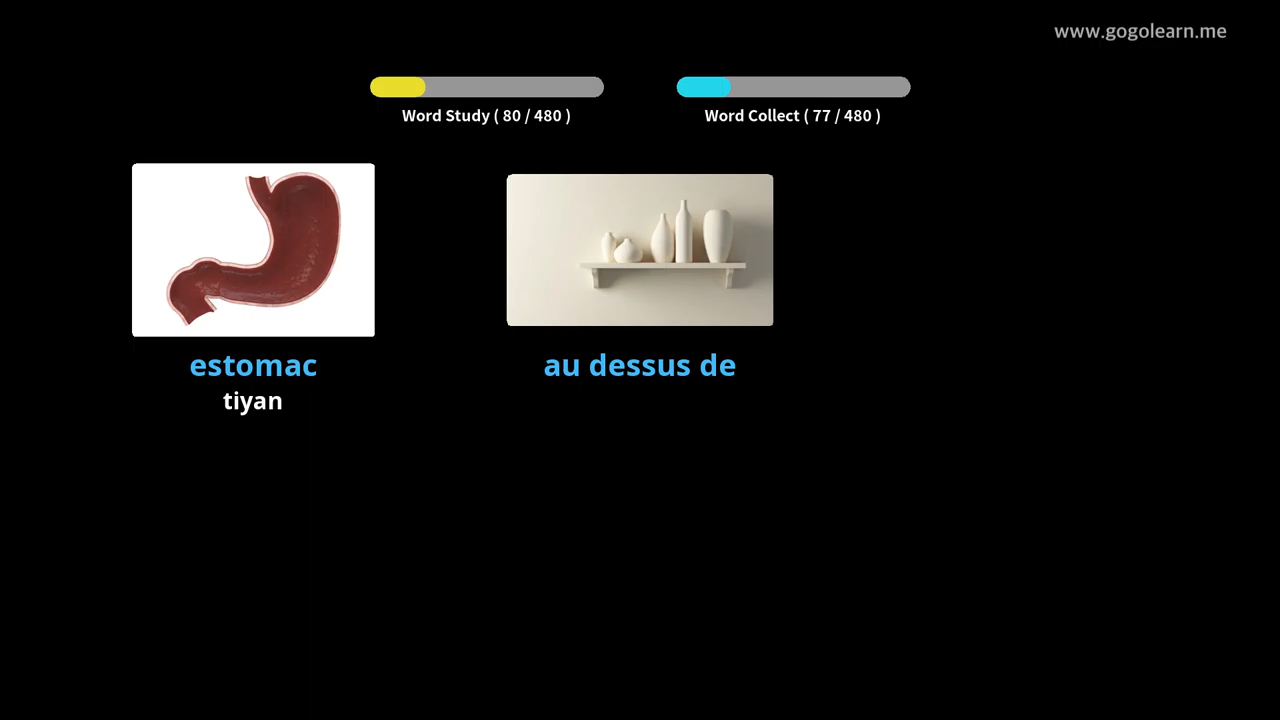 www.gogolearn.me
Word Study ( 80 / 480 )
Word Collect ( 77 / 480 )
estomac
tiyan
au dessus de